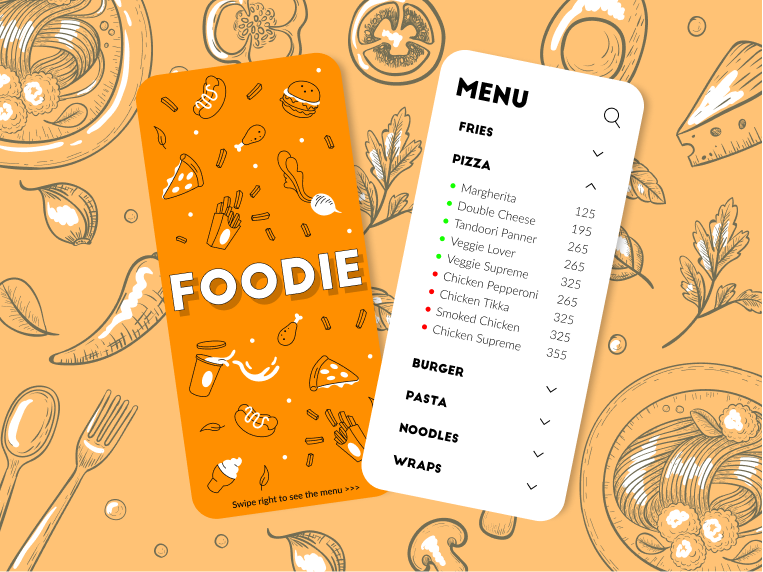 FOODIE
Swipe right to see the menu >>>
MENU
FRIES
PIZZA
Margherita 125
Double Cheese 195
Tandoori Panner 265
Veggie Lover 265
Veggie Supreme 325
Chicken Pepperoni 265
Chicken Tikka 325
Smoked Chicken 325
Chicken Supreme 355
BURGER
PASTA
NOODLES
WRAPS